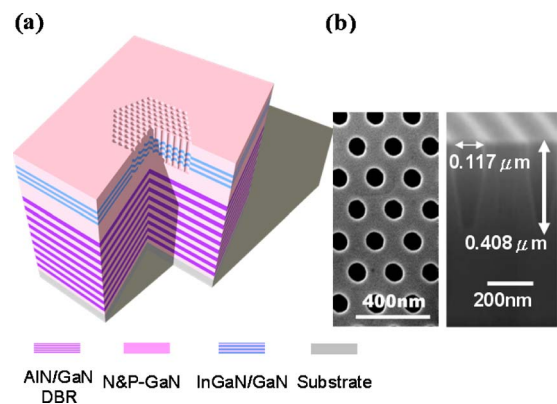 (a)
(b)
0.117 μm
0.408 μm
400nm
200nm
AlN/GaN
DBR
N&P-GaN
InGaN/GaN
Substrate